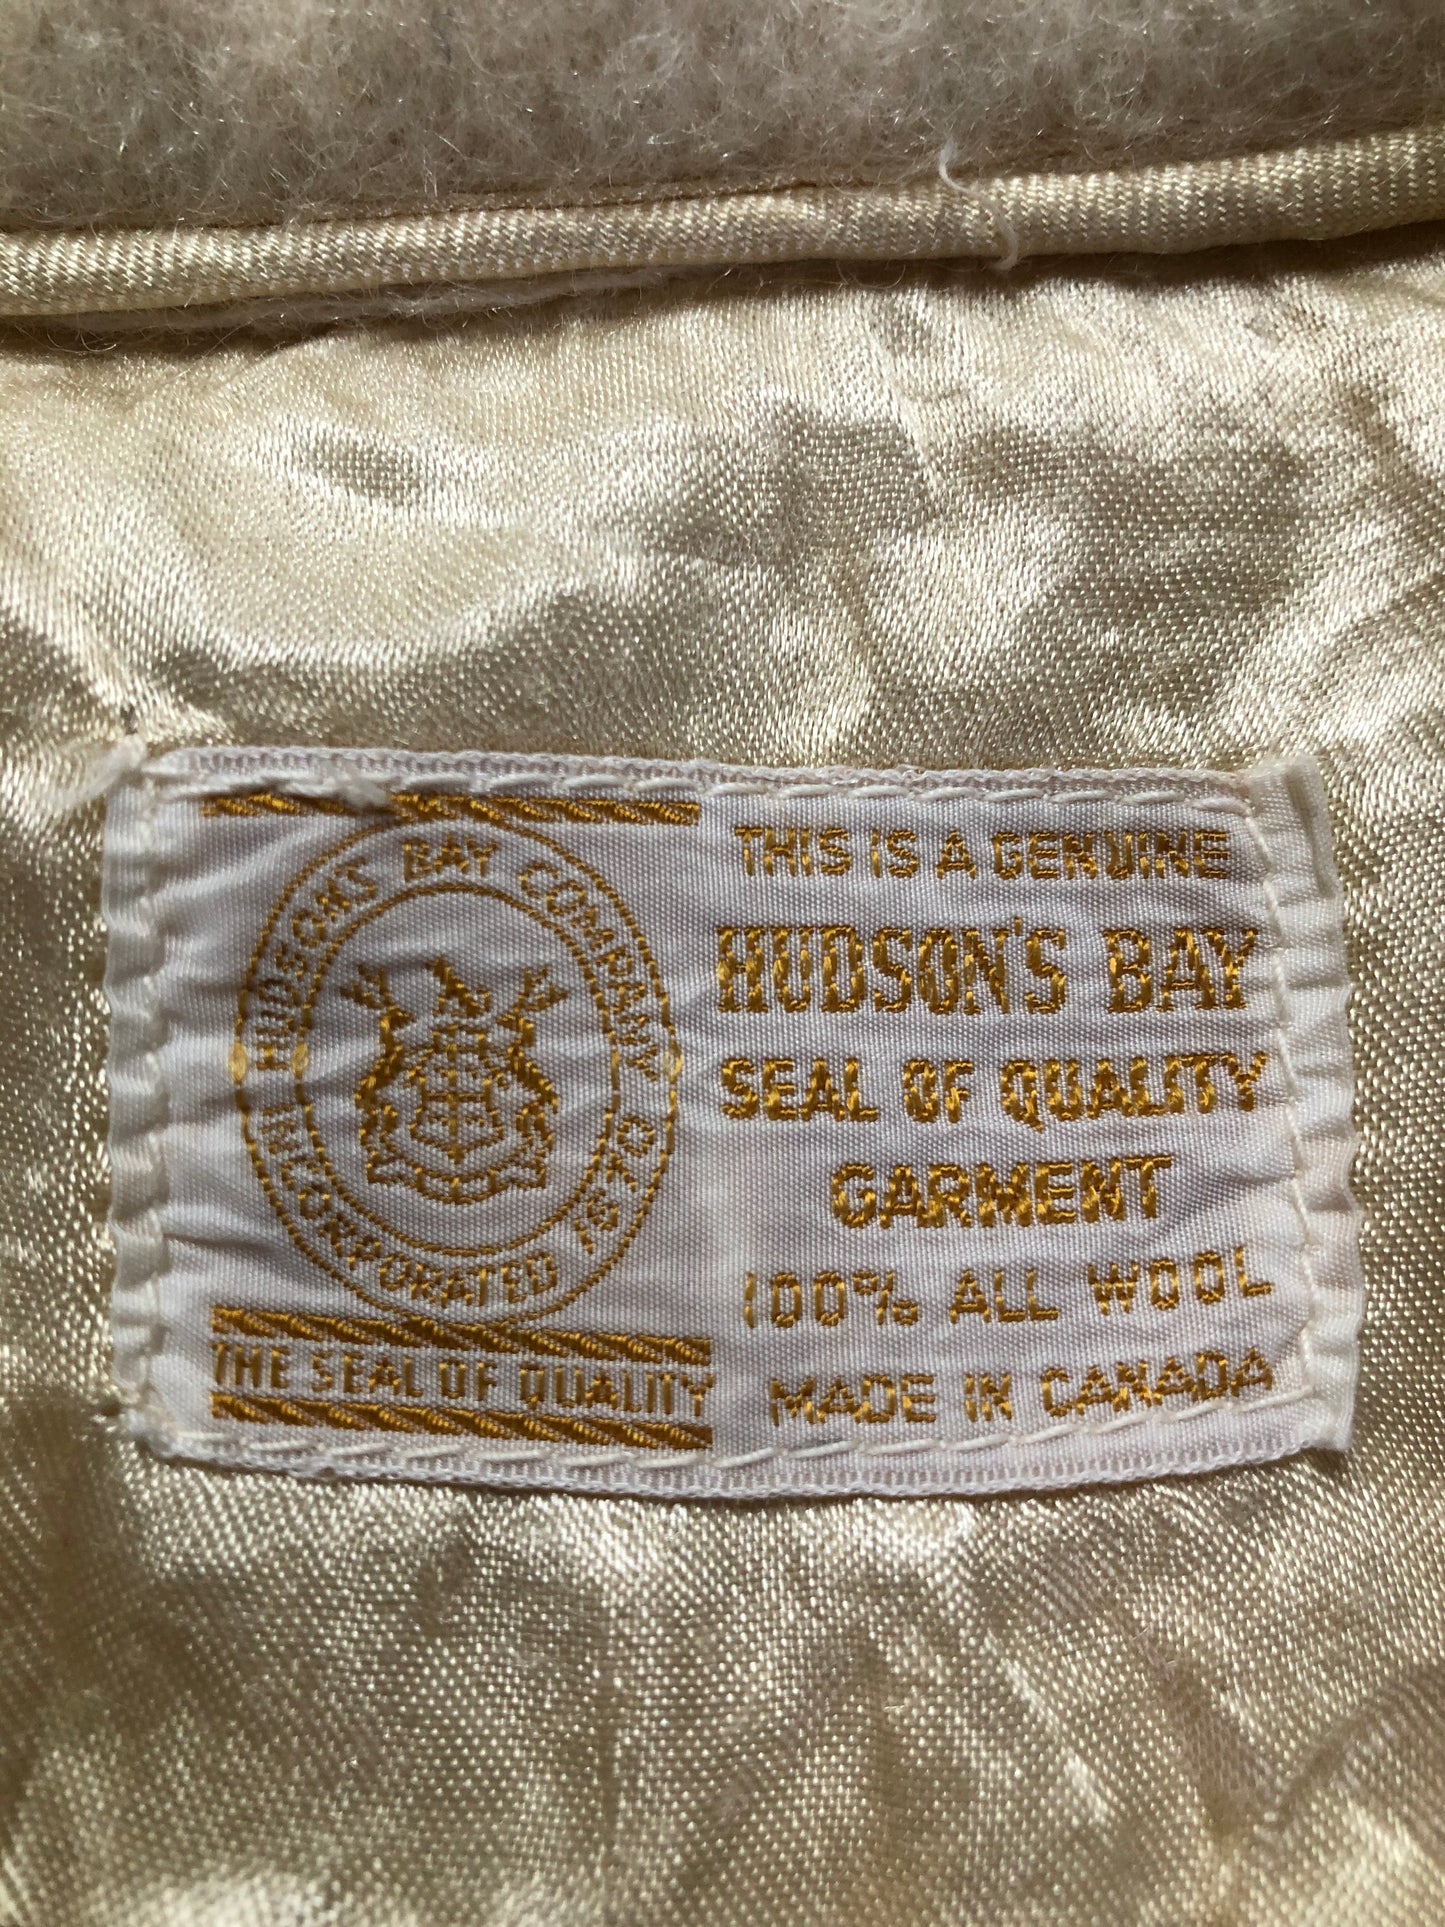 HUDSONS BAY COMPANY
INCORPORATED 1670
THE SEAL OF QUALITY
THIS IS A GENUINE
HUDSON'S BAY
SEAL OF QUALITY
GARMENT
100% ALL WOOL
MADE IN CANADA